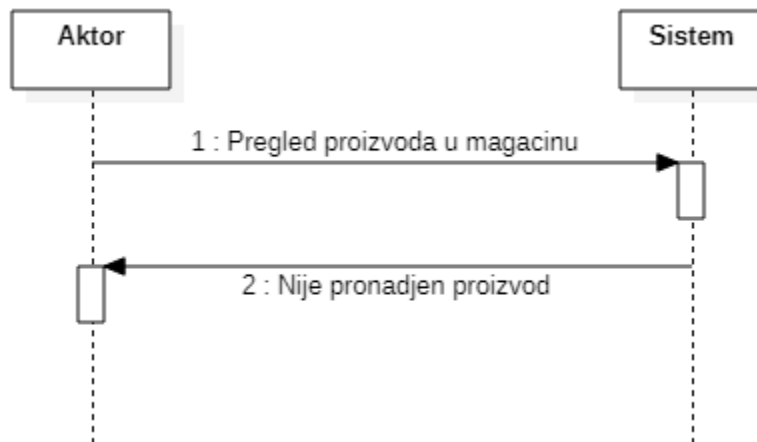 Aktor
Sistem
1 : Pregled proizvoda u magacinu
2 : Nije pronadjen proizvod